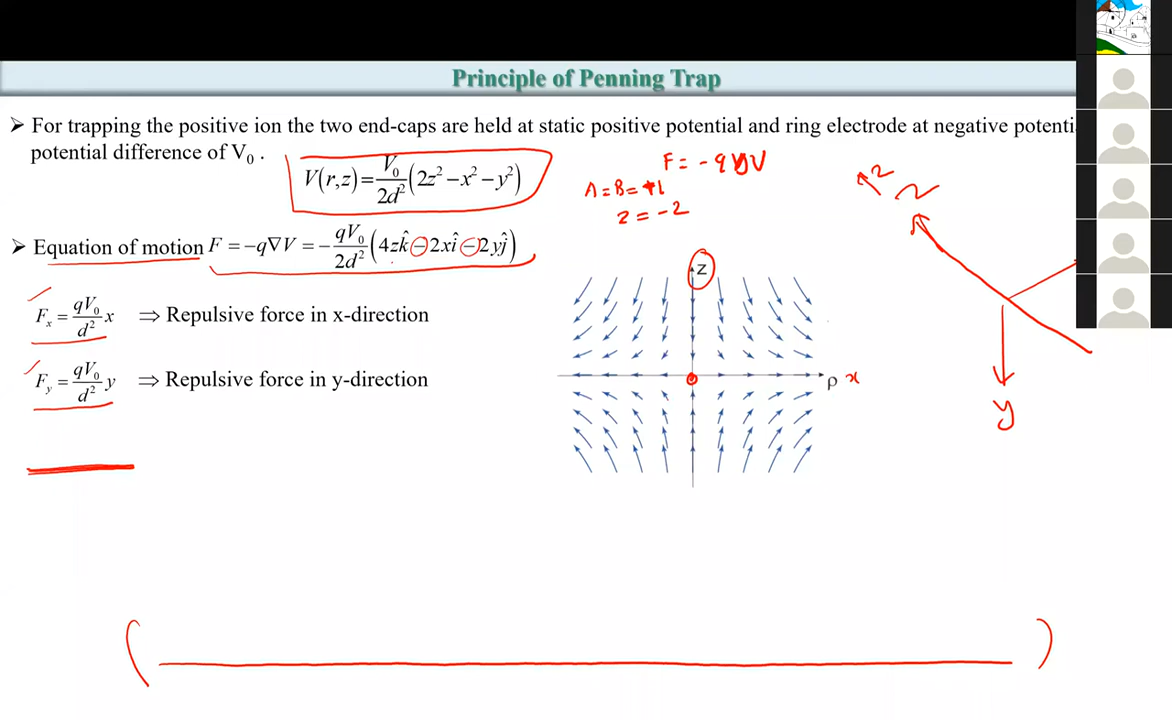 Principle of Penning Trap
➤ For trapping the positive ion the two end-caps are held at static positive potential and ring electrode at negative potenti
potential difference of V₀ .
V(r,z)=V₀/2d²(2z²−x²−y²)
F = -q∇V
A=B=+1
z=-2
➤ Equation of motion F = −q∇V = −qV₀/2d²(4zk̂−2xî−2yĵ)
z
F_x = qV₀/d² x ⇒ Repulsive force in x-direction
F_y = qV₀/d² y ⇒ Repulsive force in y-direction
ρ x
y